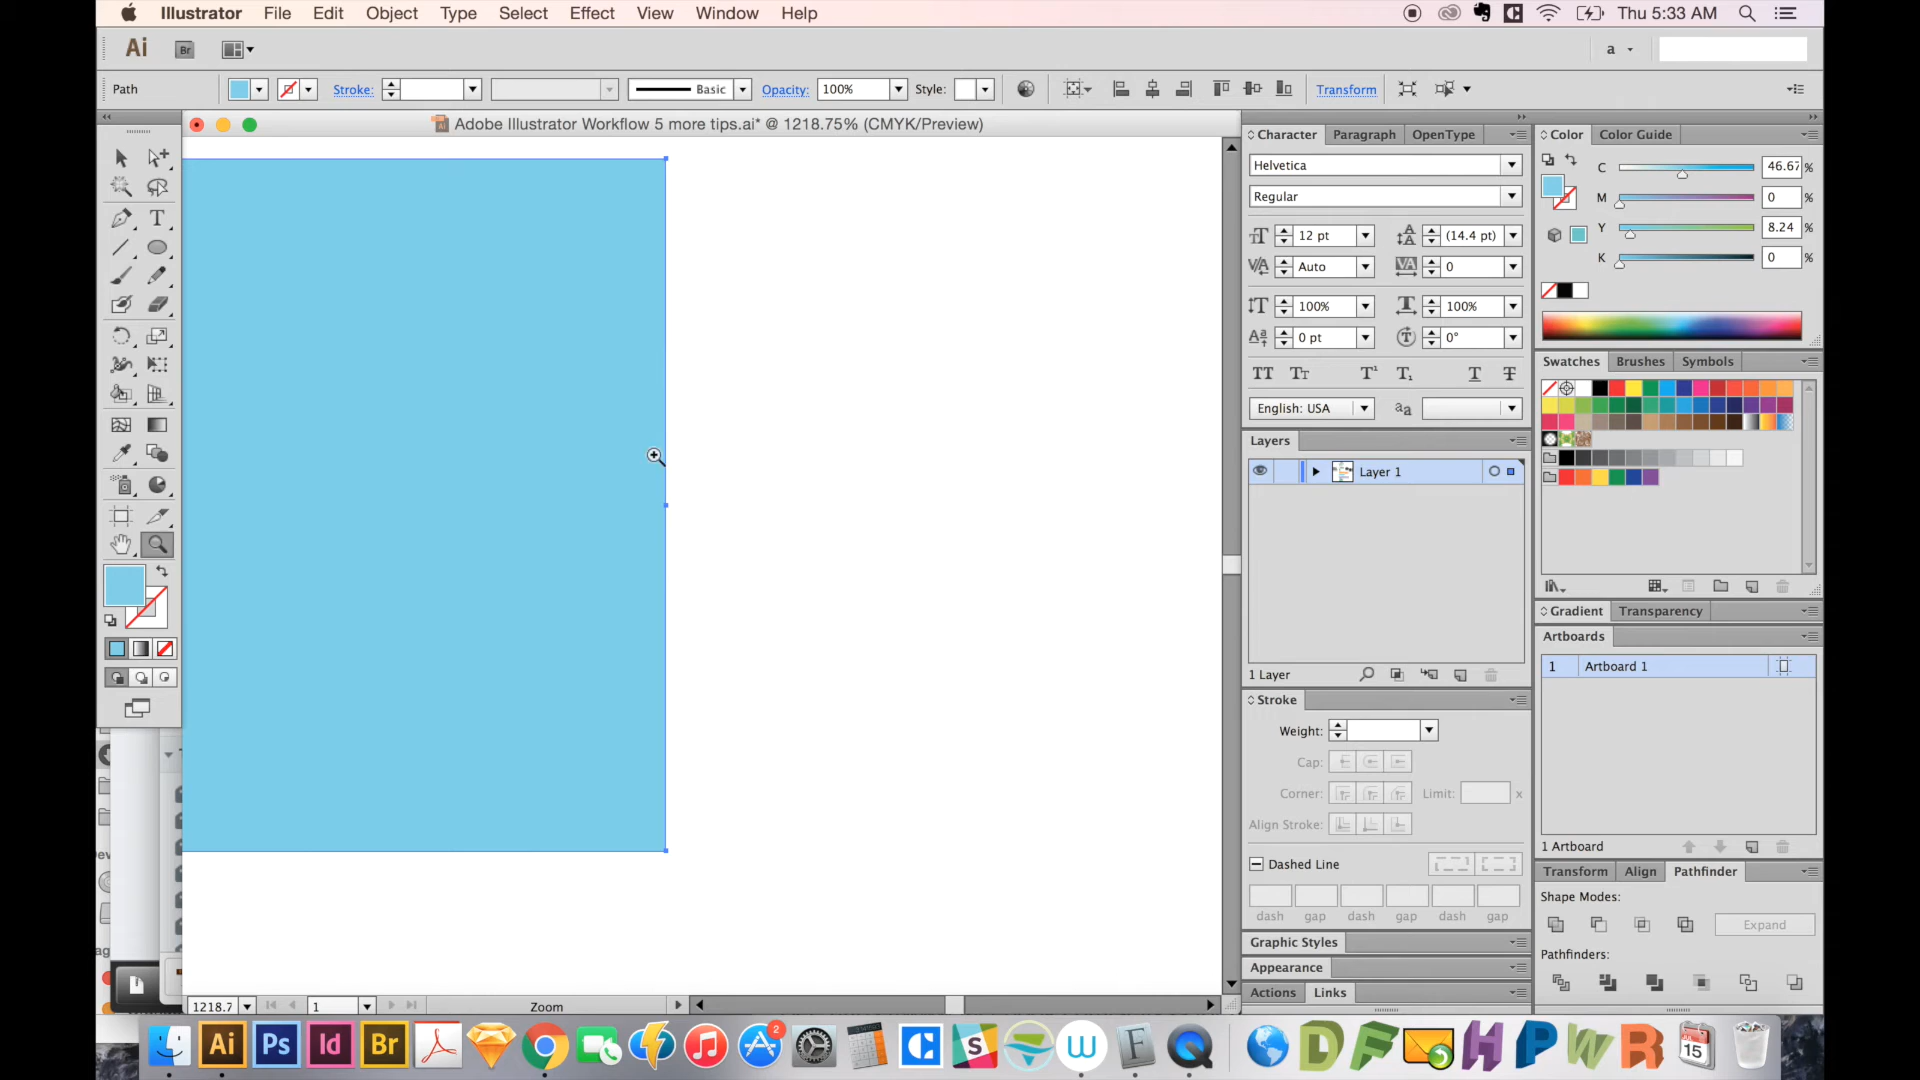 Illustrator File Edit Object Type Select Effect View Window Help Thu 5:33 AM
Ai Br a
Path Stroke: Basic Opacity: 100% Style: Transform
Adobe Illustrator Workflow 5 more tips.ai* @ 1218.75% (CMYK/Preview)
Character Paragraph OpenType
Helvetica
Regular
12 pt (14.4 pt)
Auto 0
100% 100%
0 pt 0°
English: USA
Layers
Layer 1
1 Layer
Stroke
Weight:
Cap:
Corner: Limit: x
Align Stroke:
Dashed Line
dash gap dash gap dash gap
Graphic Styles
Appearance
Actions Links
Color Color Guide
C 46.67 %
M 0 %
Y 8.24 %
K 0 %
Swatches Brushes Symbols
Gradient Transparency
Artboards
1 Artboard 1
1 Artboard
Transform Align Pathfinder
Shape Modes:
Expand
Pathfinders:
1218.7 1 Zoom
Ai Ps Id Br 2 S W F D F H P W R 15